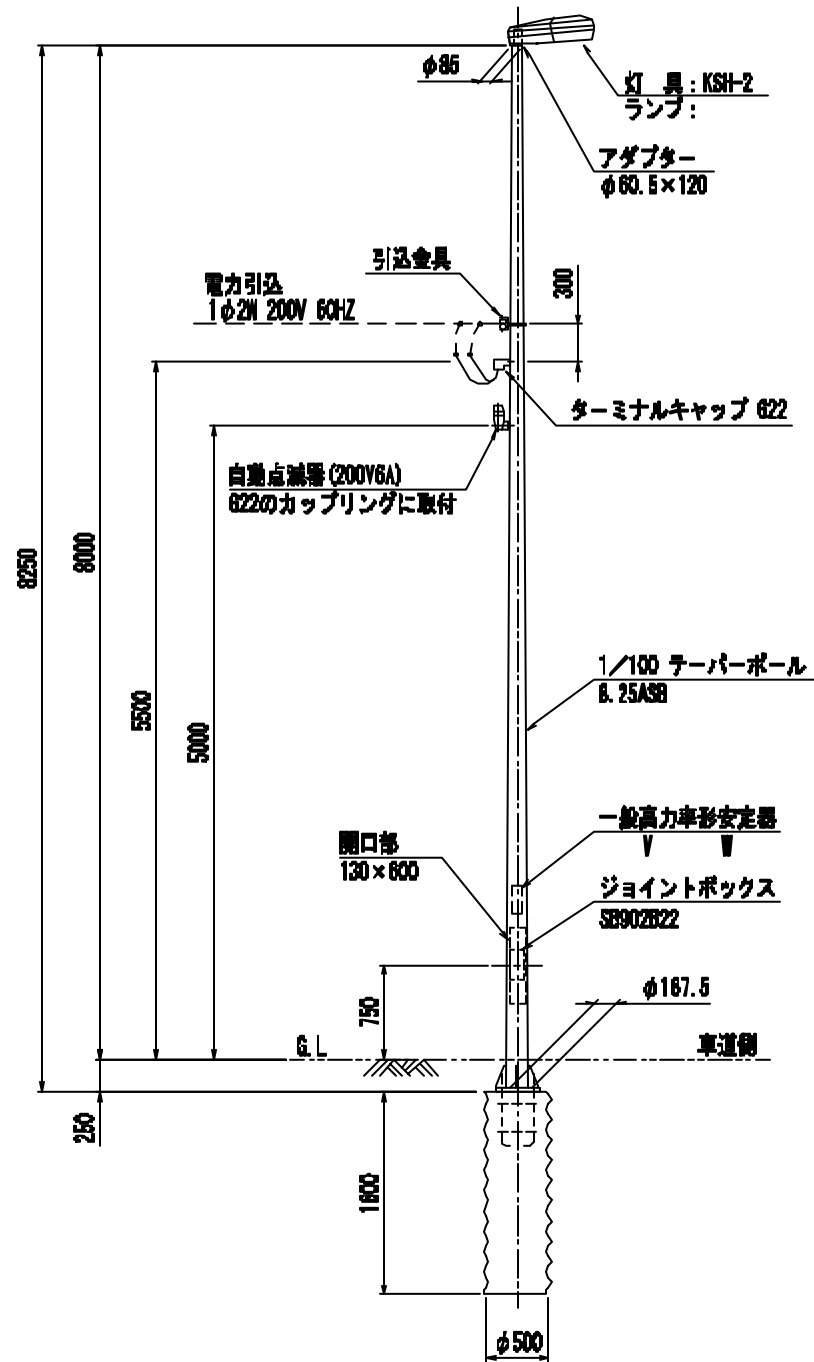 φ85
灯 具 : KSH-2
ランプ :
アダプター
φ60.5×120
引込金具
電力引込
1φ2W 200V 60HZ
300
ターミナルキャップ G22
自動点滅器 (200V6A)
G22のカップリングに取付
8250
8000
5500
5000
1/100 テーパーポール
8.25ASB
一般高力率形安定器
V W
開口部
130×600
ジョイントボックス
SB902B22
φ167.5
750
G.L
車道側
250
1600
φ500